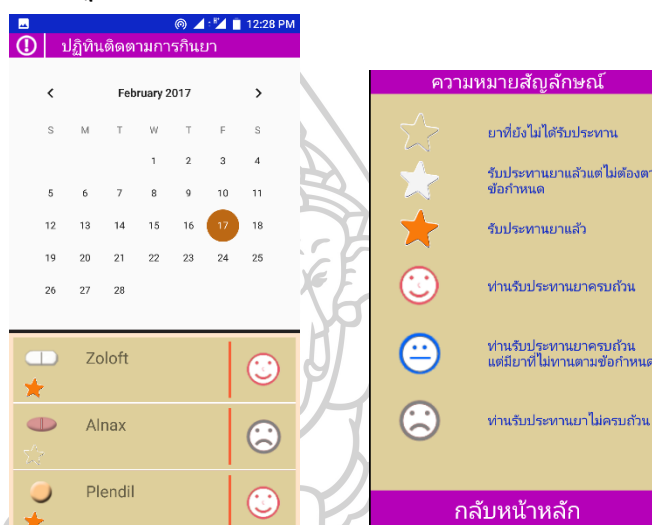 12:28 PM
ปฏิทินติดตามการกินยา
February 2017
S M T W T F S
1 2 3 4
5 6 7 8 9 10 11
12 13 14 15 16 17 18
19 20 21 22 23 24 25
26 27 28
Zoloft
Alnax
Plendil
ความหมายสัญลักษณ์
ยาที่ยังไม่ได้รับประทาน
รับประทานยาแล้วแต่ไม่ต้องตา
ข้อกำหนด
รับประทานยาแล้ว
ท่านรับประทานยาครบถ้วน
ท่านรับประทานยาครบถ้วน
แต่มียาที่ไม่ทานตามข้อกำหนด
ท่านรับประทานยาไม่ครบถ้วน
กลับหน้าหลัก